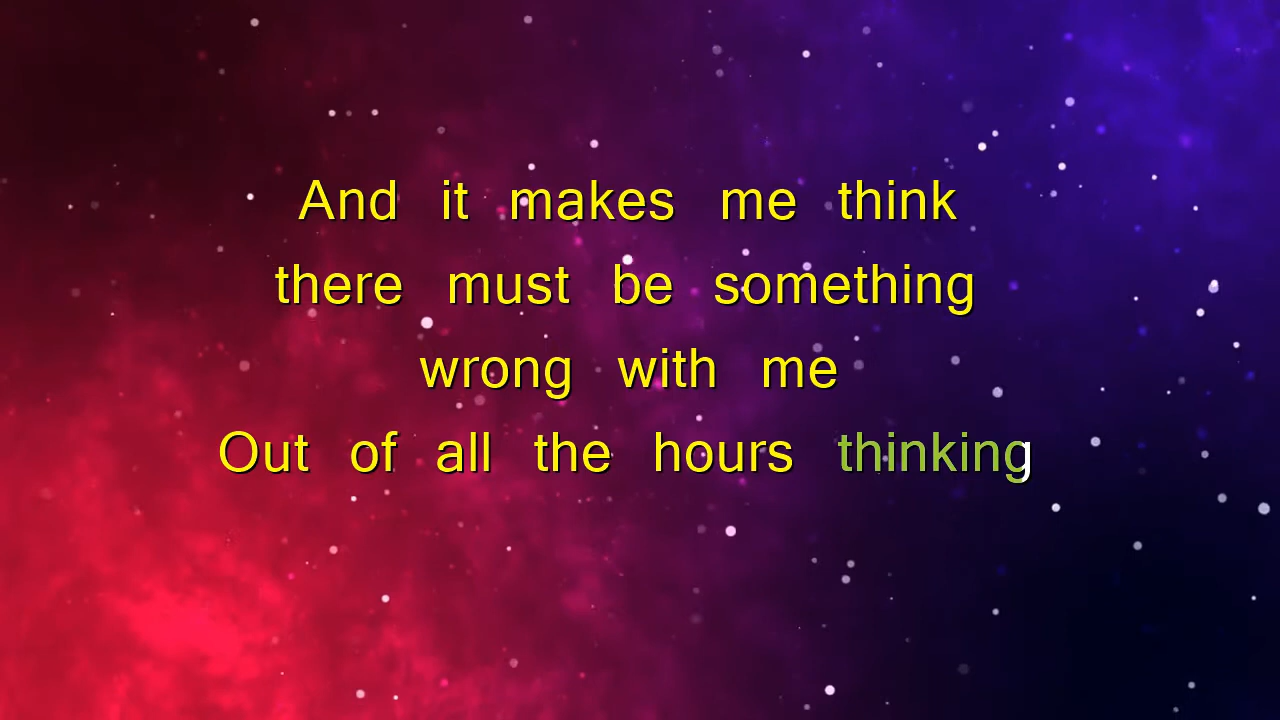 And it makes me think
there must be something
wrong with me
Out of all the hours thinking